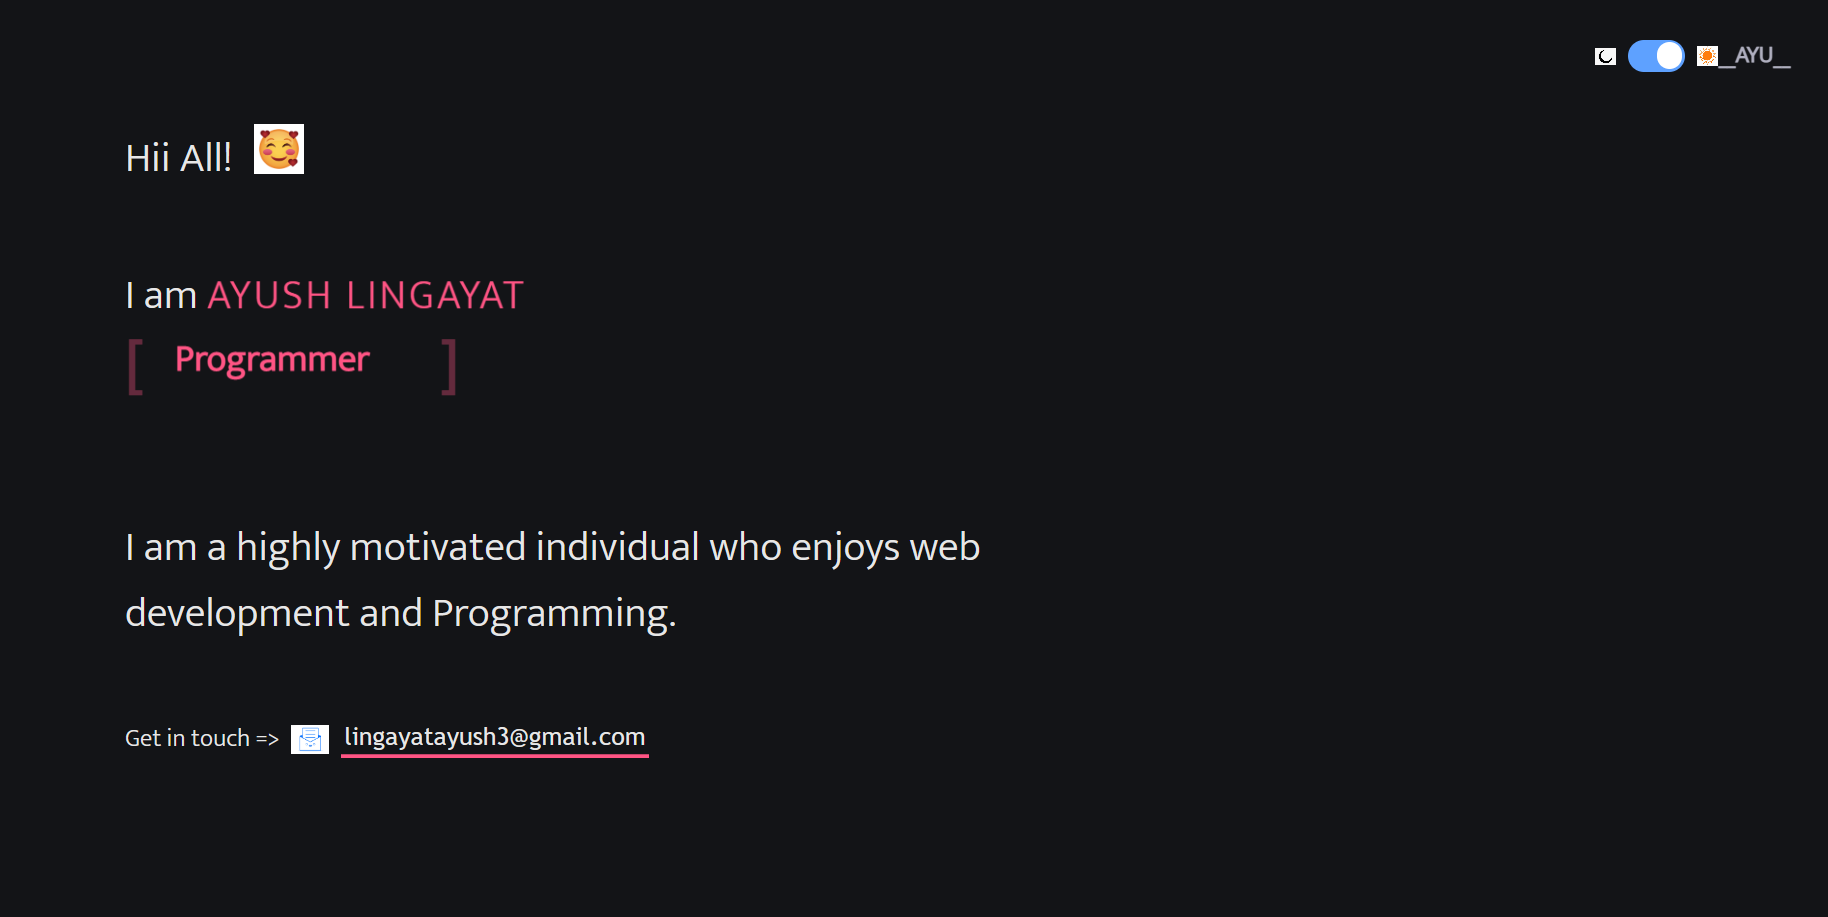 __AYU__
Hii All!
I am AYUSH LINGAYAT
[ Programmer ]
I am a highly motivated individual who enjoys web
development and Programming.
Get in touch => lingayatayush3@gmail.com